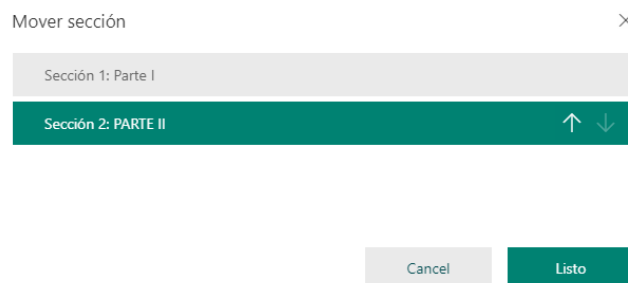 Mover sección
Sección 1: Parte I
Sección 2: PARTE II
Cancel
Listo